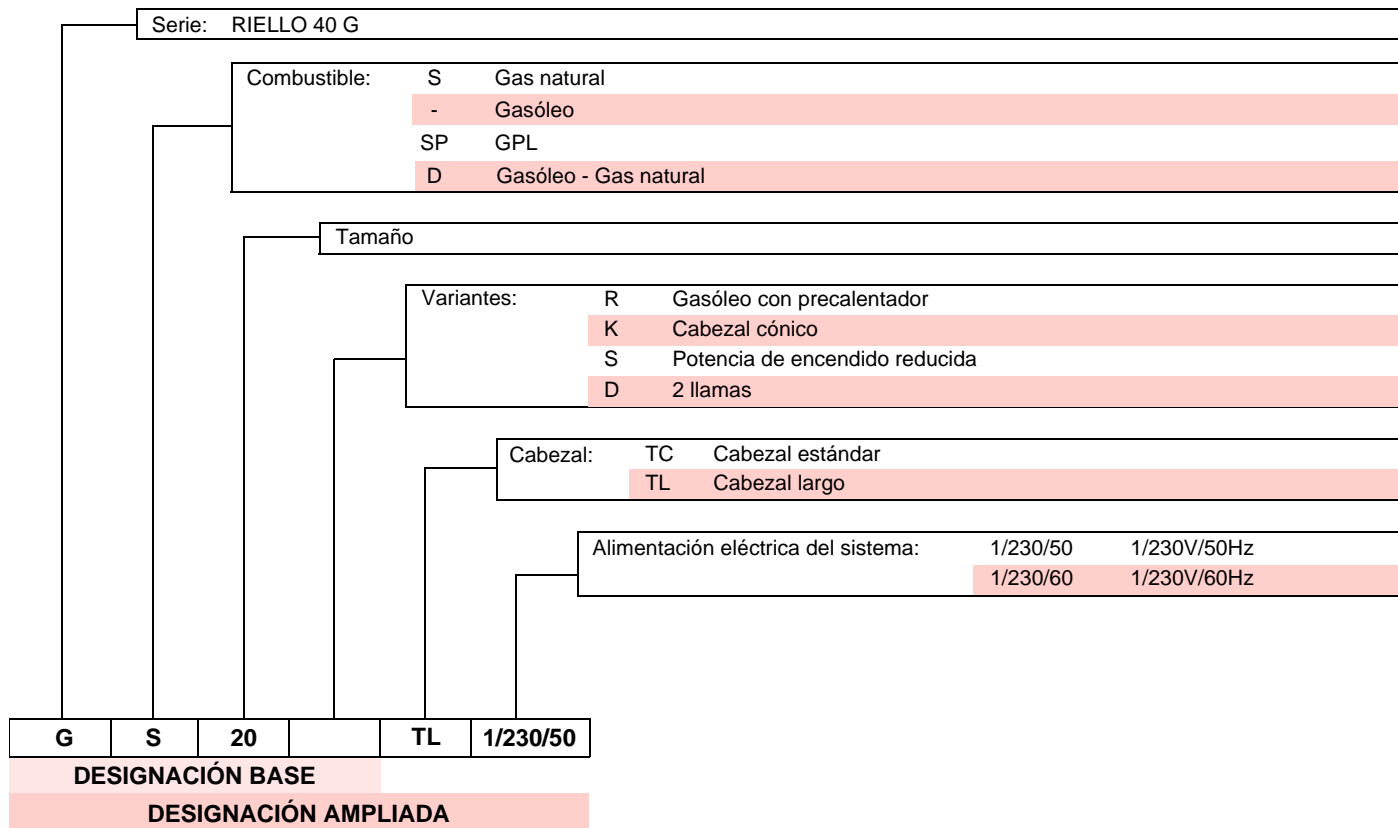 Serie: RIELLO 40 G
Combustible: S Gas natural
- Gasóleo
SP GPL
D Gasóleo - Gas natural
Tamaño
Variantes: R Gasóleo con precalentador
K Cabezal cónico
S Potencia de encendido reducida
D 2 llamas
Cabezal: TC Cabezal estándar
TL Cabezal largo
Alimentación eléctrica del sistema: 1/230/50 1/230V/50Hz
1/230/60 1/230V/60Hz
G S 20 TL 1/230/50
DESIGNACIÓN BASE
DESIGNACIÓN AMPLIADA